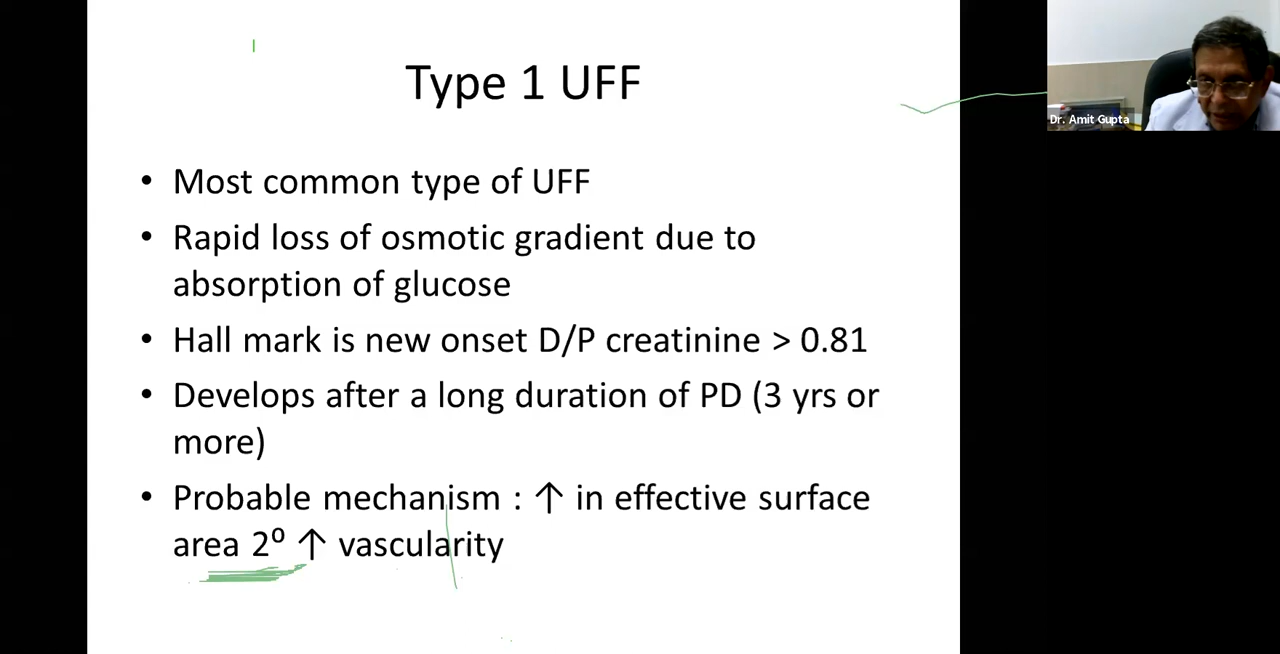 Type 1 UFF
• Most common type of UFF
• Rapid loss of osmotic gradient due to
absorption of glucose
• Hall mark is new onset D/P creatinine > 0.81
• Develops after a long duration of PD (3 yrs or
more)
• Probable mechanism : ↑ in effective surface
area 2⁰ ↑ vascularity
Dr. Amit Gupta